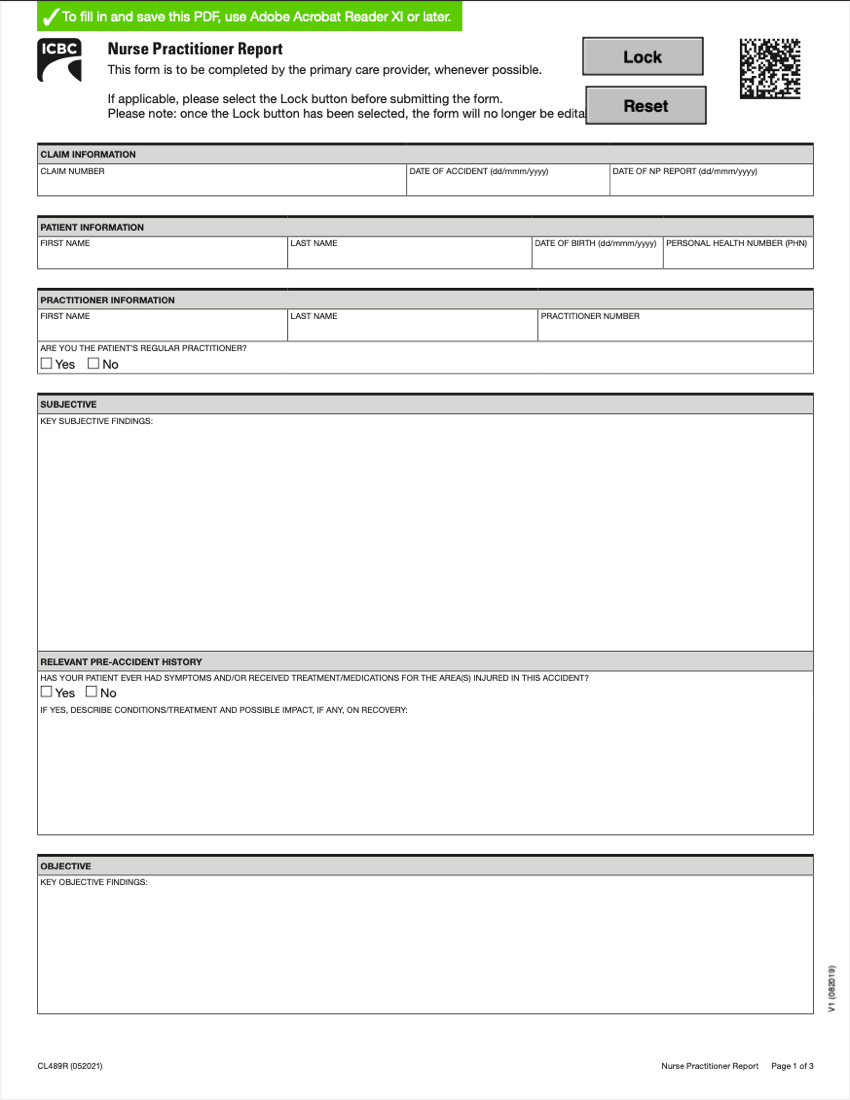 ✓To fill in and save this PDF, use Adobe Acrobat Reader XI or later.
ICBC
Nurse Practitioner Report
This form is to be completed by the primary care provider, whenever possible.
Lock
If applicable, please select the Lock button before submitting the form.
Please note: once the Lock button has been selected, the form will no longer be edita
Reset
CLAIM INFORMATION
CLAIM NUMBER
DATE OF ACCIDENT (dd/mmm/yyyy)
DATE OF NP REPORT (dd/mmm/yyyy)
PATIENT INFORMATION
FIRST NAME
LAST NAME
DATE OF BIRTH (dd/mmm/yyyy)
PERSONAL HEALTH NUMBER (PHN)
PRACTITIONER INFORMATION
FIRST NAME
LAST NAME
PRACTITIONER NUMBER
ARE YOU THE PATIENT'S REGULAR PRACTITIONER?
Yes No
SUBJECTIVE
KEY SUBJECTIVE FINDINGS:
RELEVANT PRE-ACCIDENT HISTORY
HAS YOUR PATIENT EVER HAD SYMPTOMS AND/OR RECEIVED TREATMENT/MEDICATIONS FOR THE AREA(S) INJURED IN THIS ACCIDENT?
Yes No
IF YES, DESCRIBE CONDITIONS/TREATMENT AND POSSIBLE IMPACT, IF ANY, ON RECOVERY:
OBJECTIVE
KEY OBJECTIVE FINDINGS:
V1 (082019)
CL489R (052021)
Nurse Practitioner Report Page 1 of 3